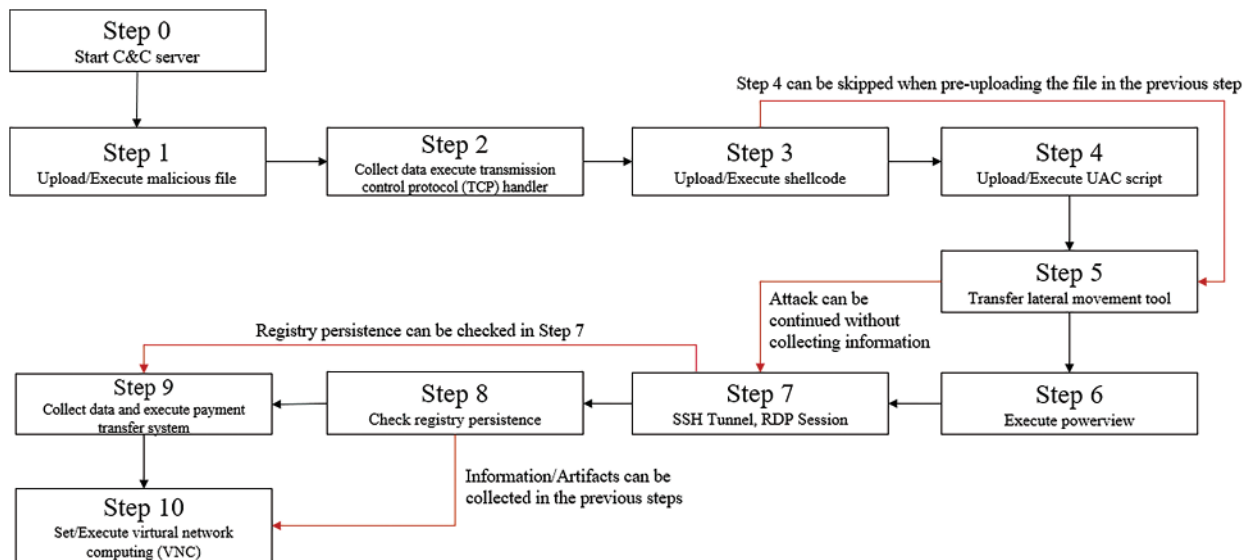 Step 0
Start C&C server
Step 4 can be skipped when pre-uploading the file in the previous step
Step 1
Upload/Execute malicious file
Step 2
Collect data execute transmission
control protocol (TCP) handler
Step 3
Upload/Execute shellcode
Step 4
Upload/Execute UAC script
Step 5
Transfer lateral movement tool
Attack can be
continued without
collecting information
Registry persistence can be checked in Step 7
Step 9
Collect data and execute payment
transfer system
Step 8
Check registry persistence
Step 7
SSH Tunnel, RDP Session
Step 6
Execute powerview
Information/Artifacts can be
collected in the previous steps
Step 10
Set/Execute virtural network
computing (VNC)